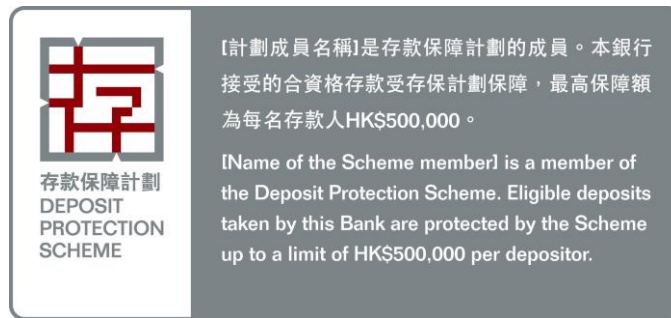 存
存款保障計劃
DEPOSIT
PROTECTION
SCHEME
[計劃成員名稱]是存款保障計劃的成員。本銀行
接受的合資格存款受存保計劃保障，最高保障額
為每名存款人HK$500,000。
[Name of the Scheme member] is a member of
the Deposit Protection Scheme. Eligible deposits
taken by this Bank are protected by the Scheme
up to a limit of HK$500,000 per depositor.